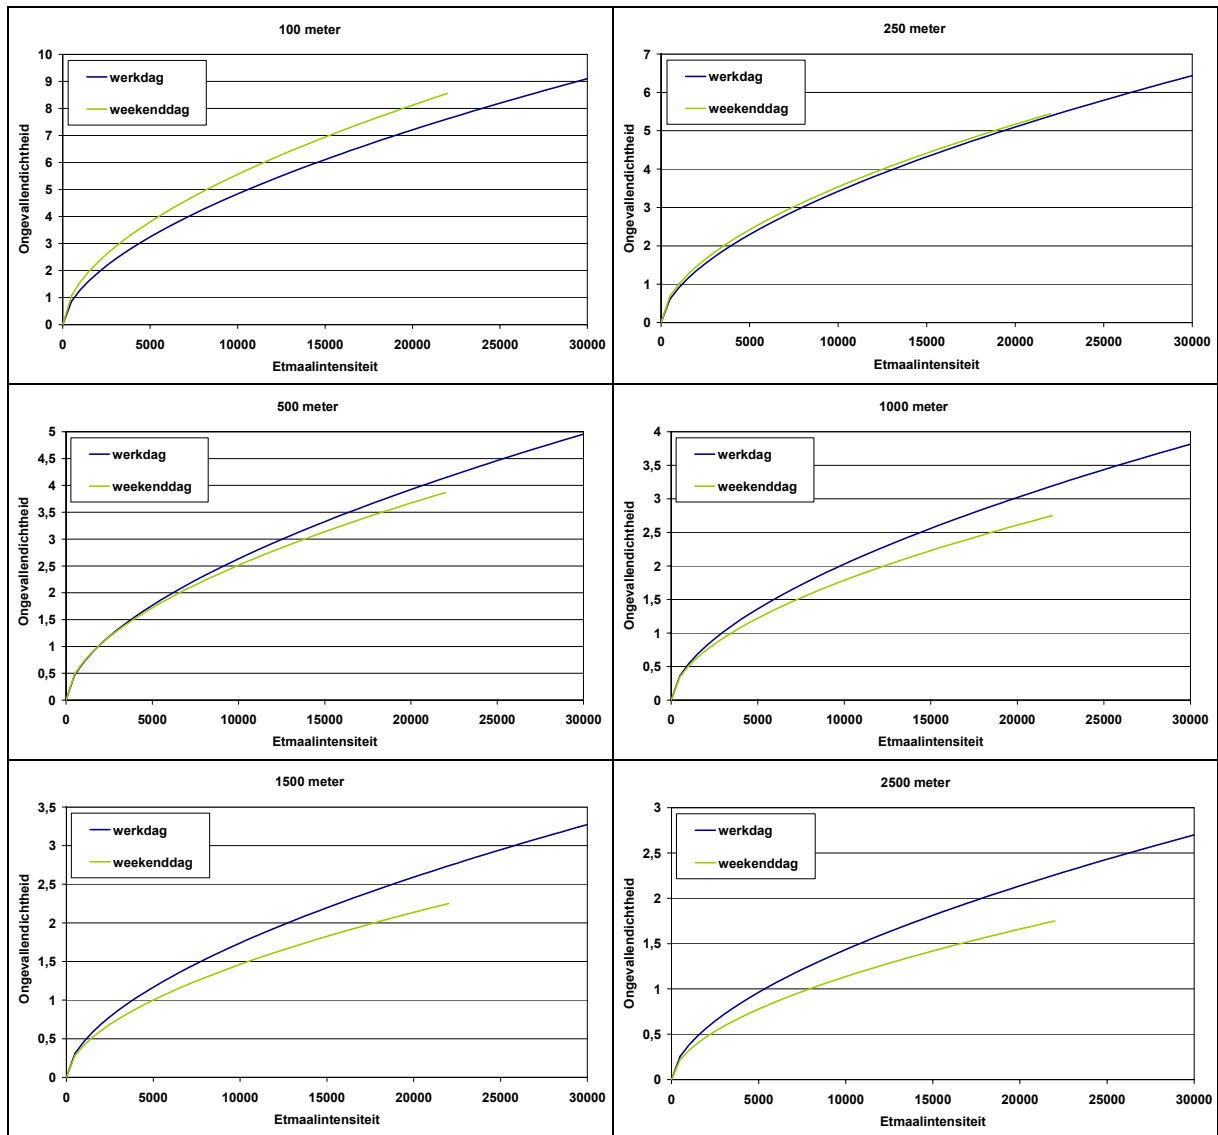 100 meter
10
9
8
7
6
5
4
3
2
1
0
Ongevallendichtheid
werkdag
weekenddag
0 5000 10000 15000 20000 25000 30000
Etmaalintensiteit
250 meter
7
6
5
4
3
2
1
0
Ongevallendichtheid
werkdag
weekenddag
0 5000 10000 15000 20000 25000 30000
Etmaalintensiteit
500 meter
5
4,5
4
3,5
3
2,5
2
1,5
1
0,5
0
Ongevallendichtheid
werkdag
weekenddag
0 5000 10000 15000 20000 25000 30000
Etmaalintensiteit
1000 meter
4
3,5
3
2,5
2
1,5
1
0,5
0
Ongevallendichtheid
werkdag
weekenddag
0 5000 10000 15000 20000 25000 30000
Etmaalintensiteit
1500 meter
3,5
3
2,5
2
1,5
1
0,5
0
Ongevallendichtheid
werkdag
weekenddag
0 5000 10000 15000 20000 25000 30000
Etmaalintensiteit
2500 meter
3
2,5
2
1,5
1
0,5
0
Ongevallendichtheid
werkdag
weekenddag
0 5000 10000 15000 20000 25000 30000
Etmaalintensiteit